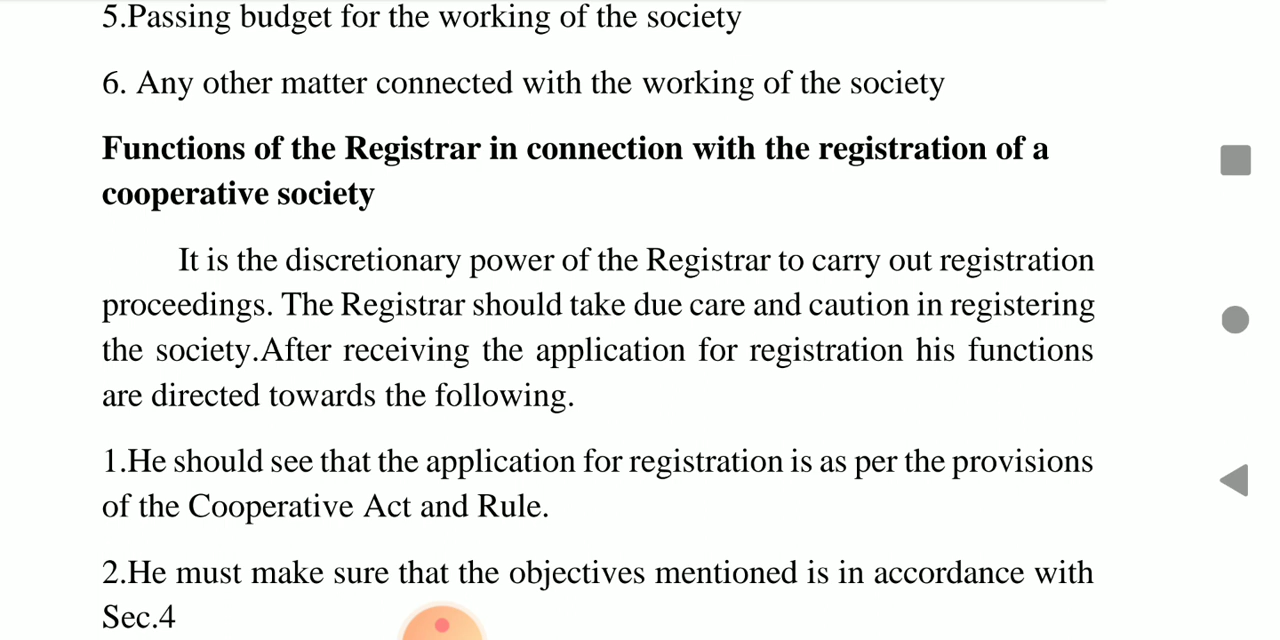 5.Passing budget for the working of the society
6. Any other matter connected with the working of the society
Functions of the Registrar in connection with the registration of a
cooperative society
It is the discretionary power of the Registrar to carry out registration
proceedings. The Registrar should take due care and caution in registering
the society.After receiving the application for registration his functions
are directed towards the following.
1.He should see that the application for registration is as per the provisions
of the Cooperative Act and Rule.
2.He must make sure that the objectives mentioned is in accordance with
Sec.4